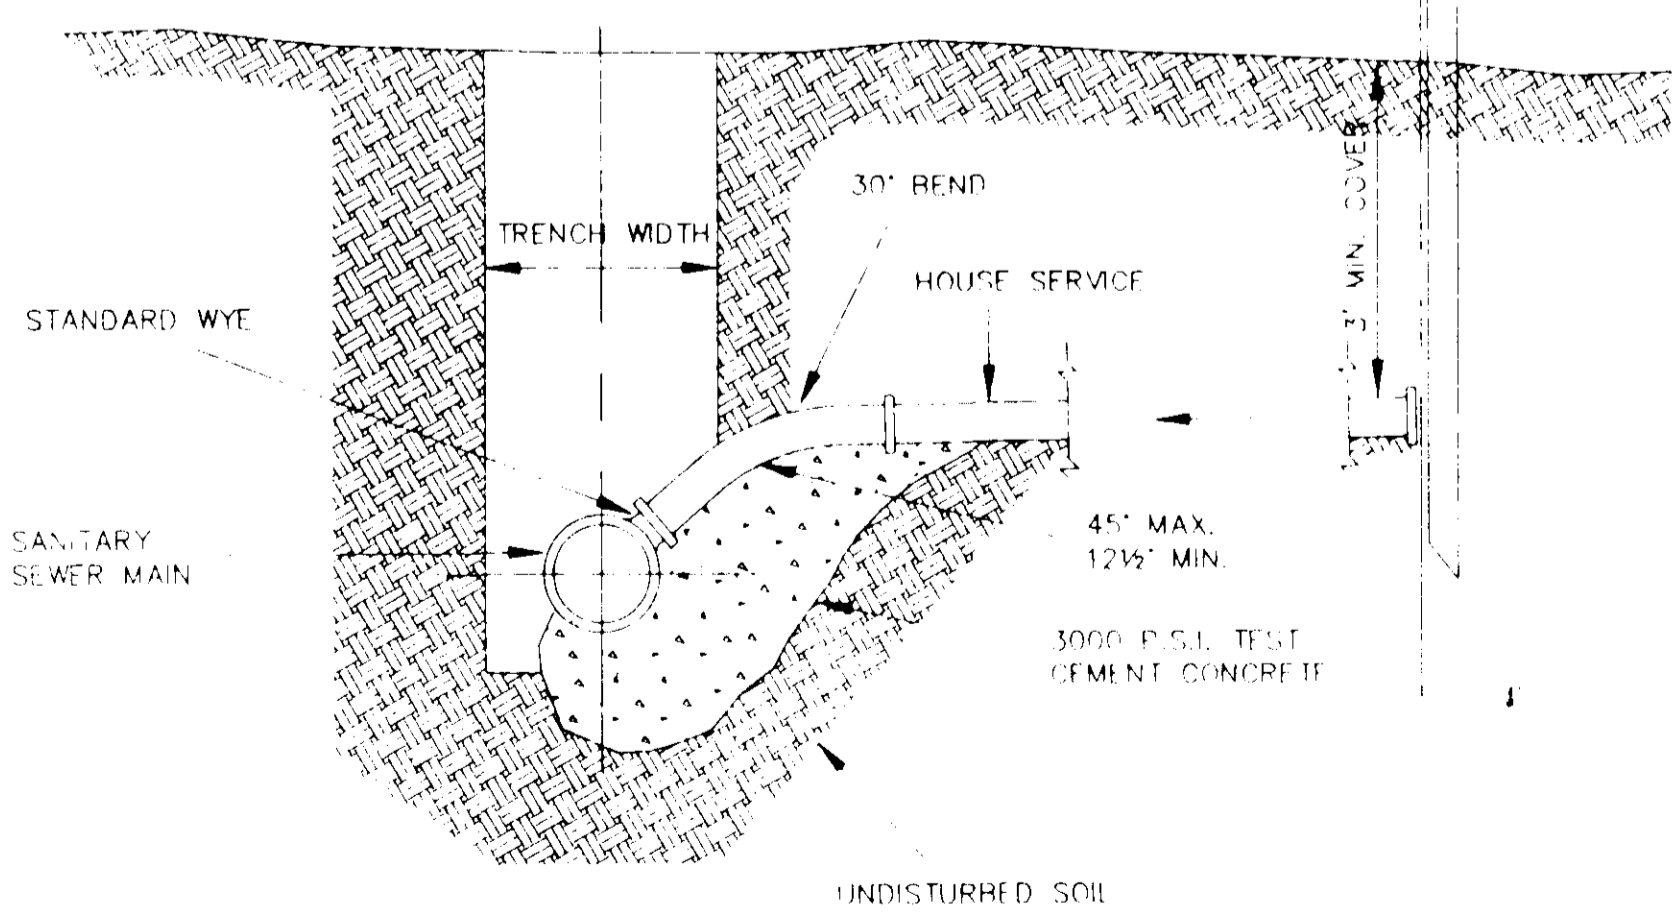 30° BEND
TRENCH WIDTH
HOUSE SERVICE
3' MIN. COVER
STANDARD WYE
SANITARY
SEWER MAIN
45° MAX.
12½° MIN.
3000 P.S.I. TEST
CEMENT CONCRETE
UNDISTURBED SOIL